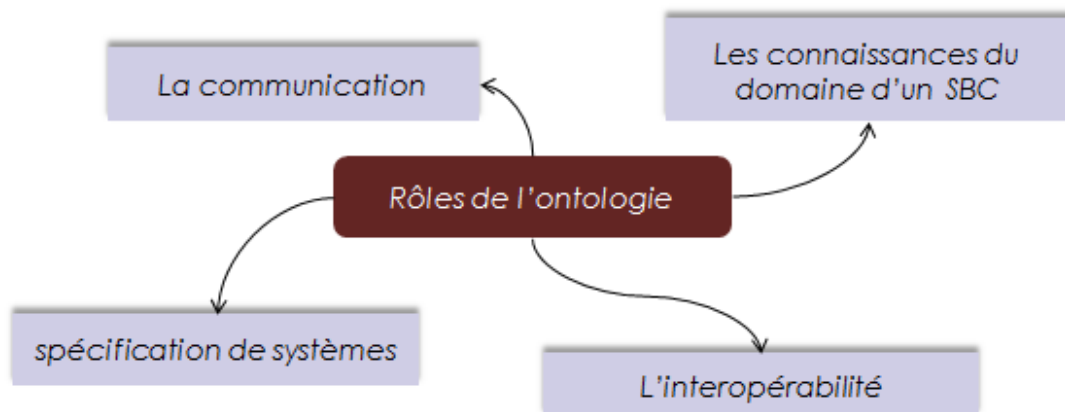 La communication
Les connaissances du
domaine d'un SBC
Rôles de l'ontologie
spécification de systèmes
L'interopérabilité